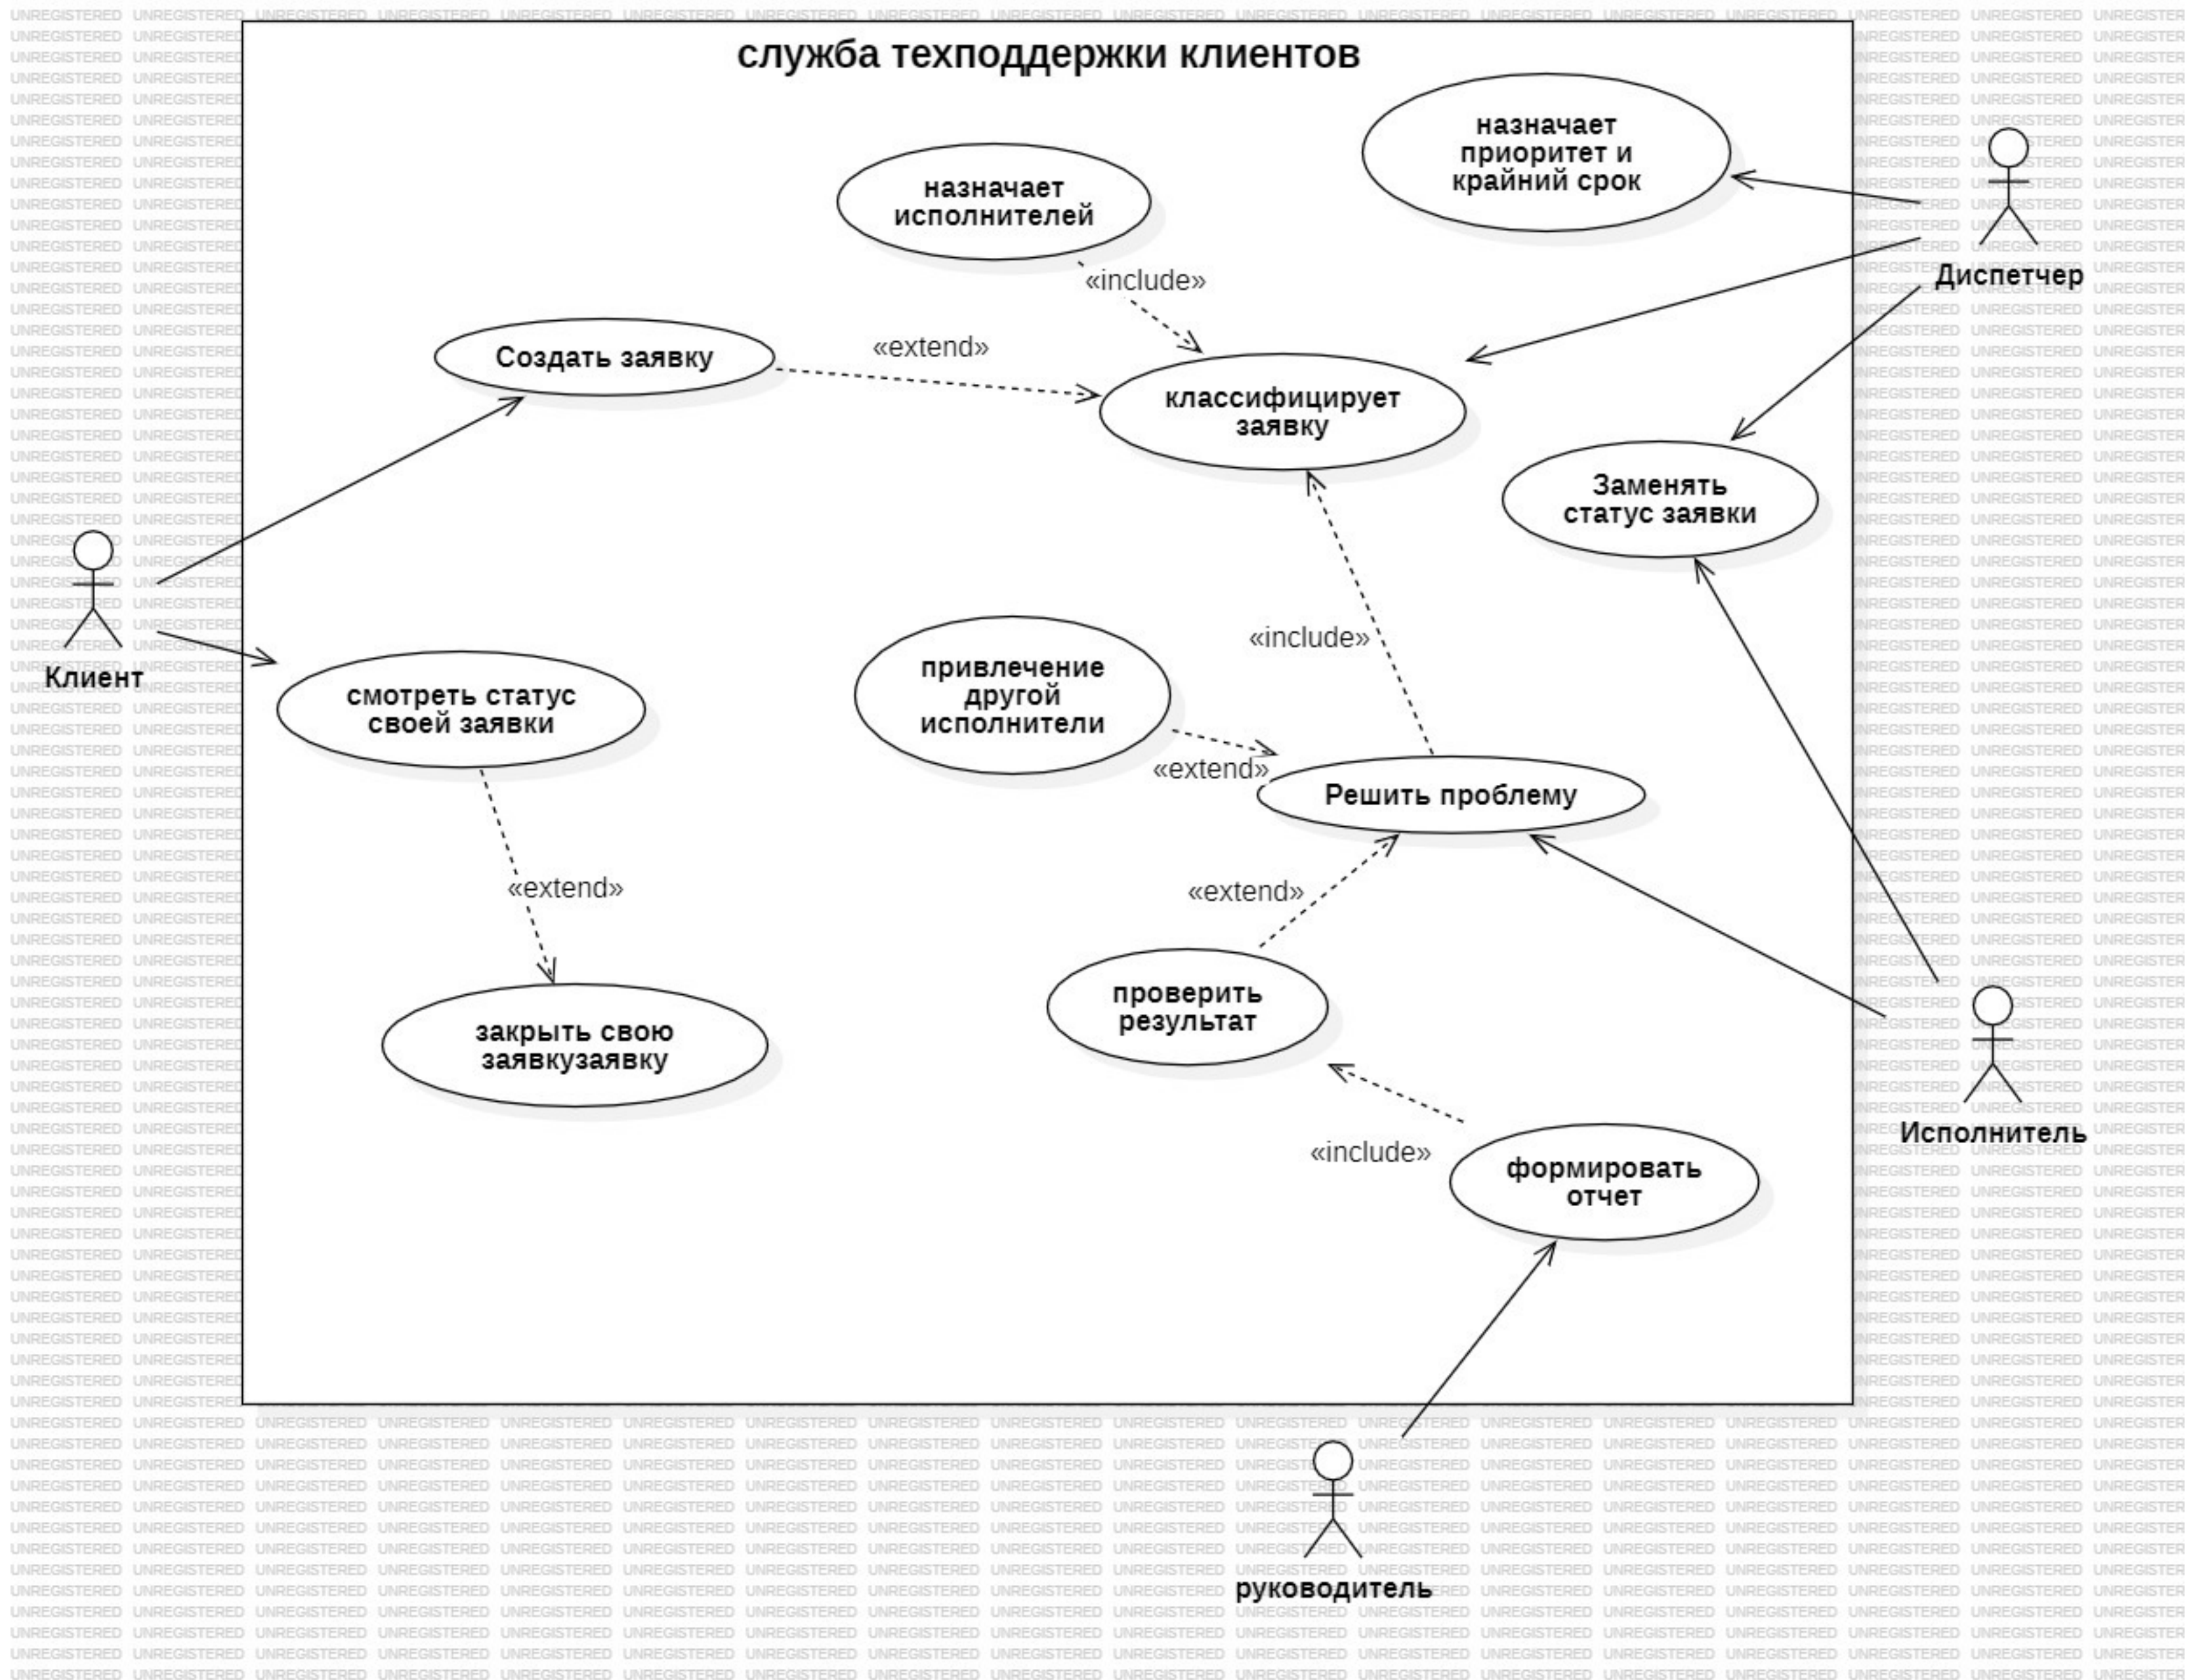 служба техподдержки клиентов
назначает
приоритет и
крайний срок
назначает
исполнителей
Диспетчер
«include»
«extend»
Создать заявку
классифицирует
заявку
Заменять
статус заявки
Клиент
«include»
привлечение
другой
исполнители
смотреть статус
своей заявки
«extend»
Решить проблему
«extend»
«extend»
проверить
результат
закрыть свою
заявкузаявку
Исполнитель
«include»
формировать
отчет
руководитель
UNREGISTERED